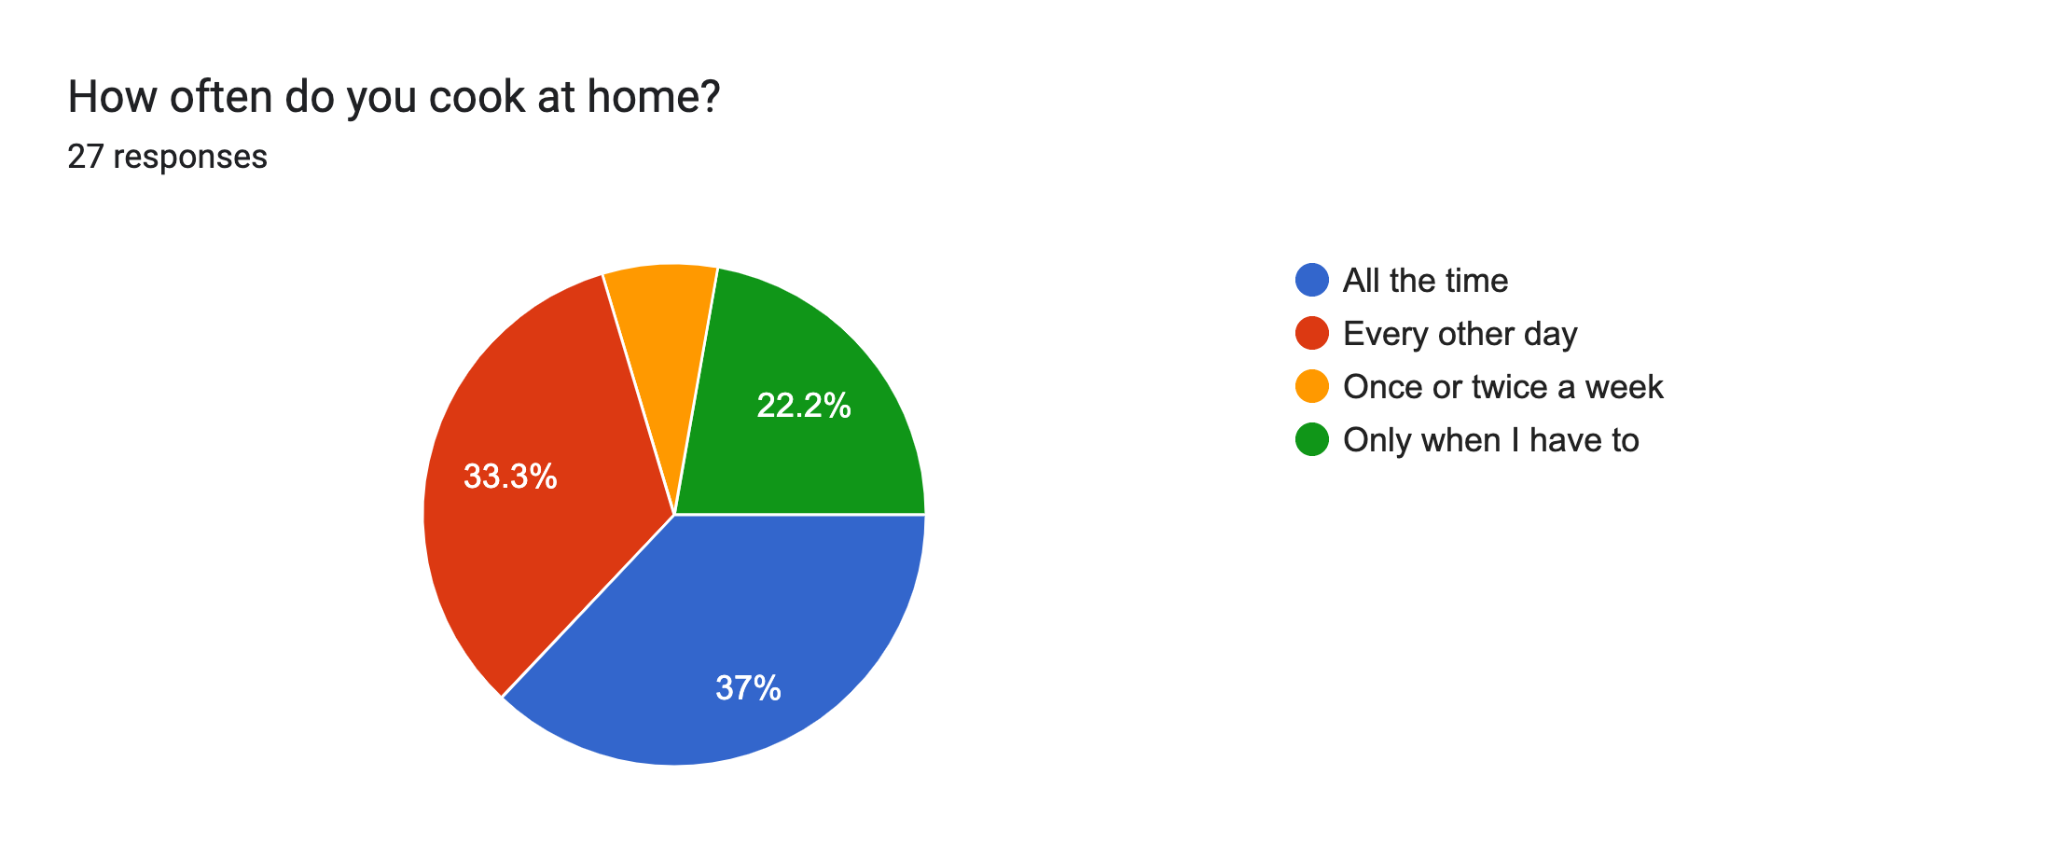 How often do you cook at home?
27 responses
22.2%
33.3%
37%
All the time
Every other day
Once or twice a week
Only when I have to